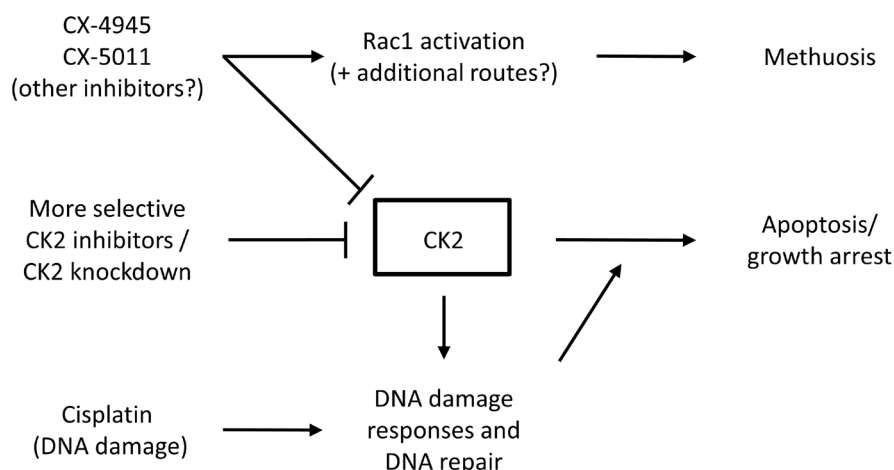 CX-4945
CX-5011
(other inhibitors?)
Rac1 activation
(+ additional routes?)
Methuosis
More selective
CK2 inhibitors /
CK2 knockdown
CK2
Apoptosis/
growth arrest
Cisplatin
(DNA damage)
DNA damage
responses and
DNA repair